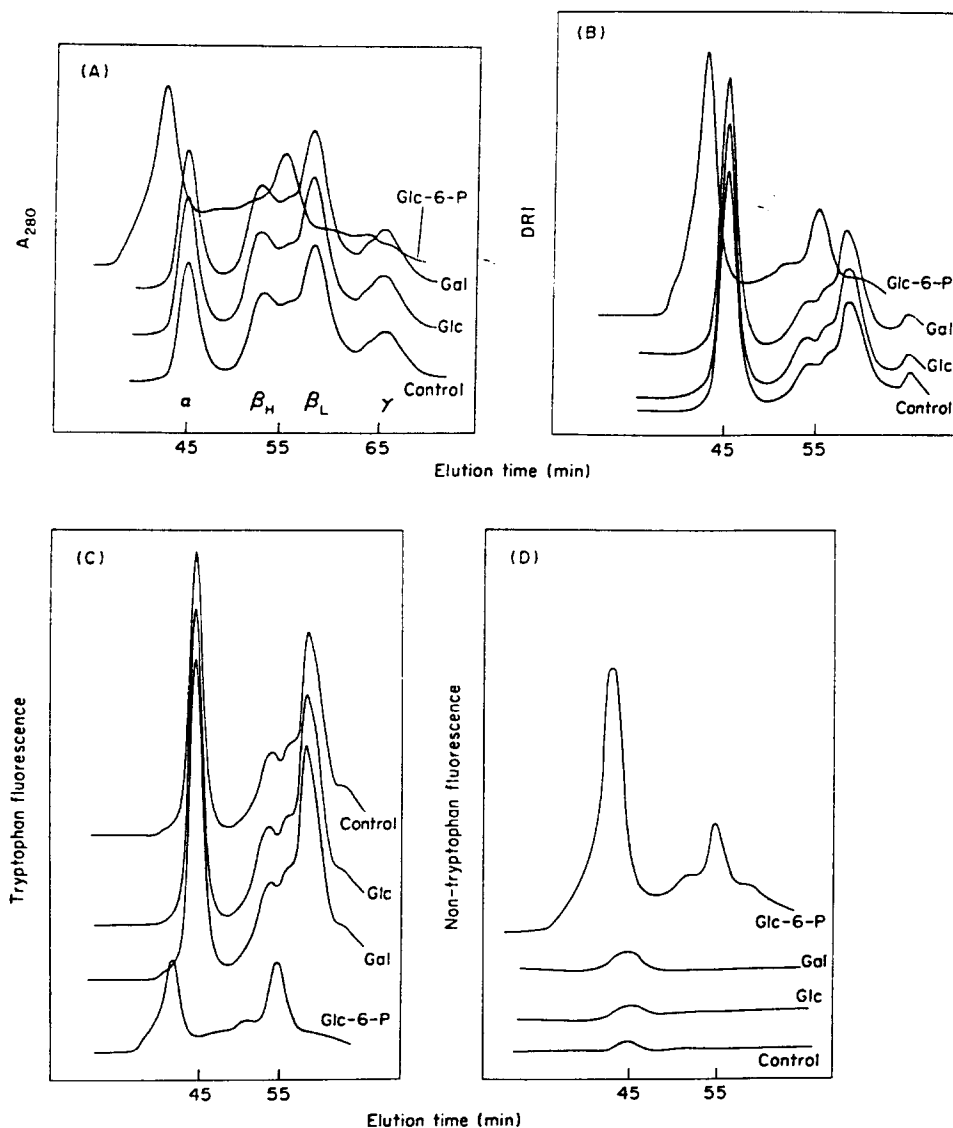 (A)
A280
Glc-6-P
Gal
Glc
Control
α βH βL γ
45 55 65
(B)
DRI
Glc-6-P
Gal
Glc
Control
45 55
Elution time (min)
(C)
Tryptophan fluorescence
Control
Glc
Gal
Glc-6-P
45 55
(D)
Non-tryptophan fluorescence
Glc-6-P
Gal
Glc
Control
45 55
Elution time (min)